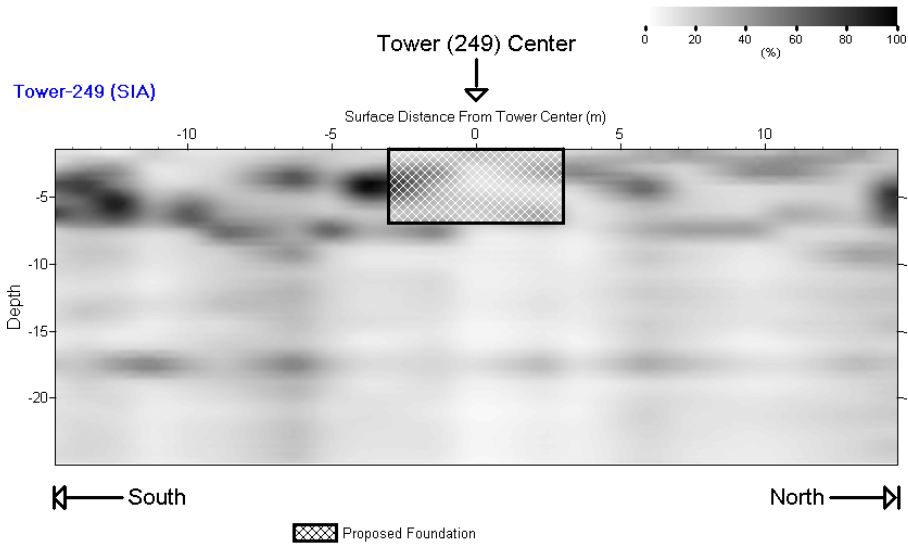 0 20 40 60 80 100
(%)
Tower (249) Center
Tower-249 (SIA)
Surface Distance From Tower Center (m)
-10 -5 0 5 10
-5
-10
-15
-20
Depth
South
North
Proposed Foundation